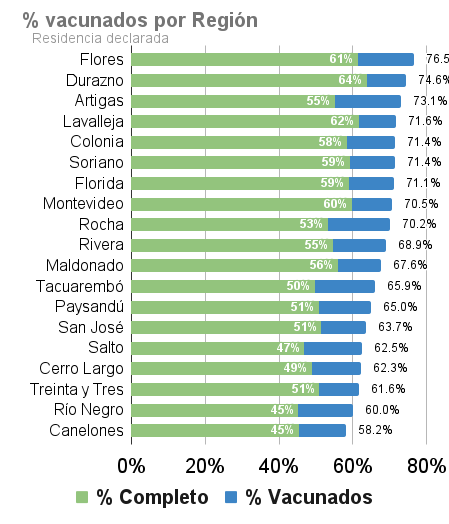 % vacunados por Región
Residencia declarada
Flores 61% 76.5
Durazno 64% 74.6%
Artigas 55% 73.1%
Lavalleja 62% 71.6%
Colonia 58% 71.4%
Soriano 59% 71.4%
Florida 59% 71.1%
Montevideo 60% 70.5%
Rocha 53% 70.2%
Rivera 55% 68.9%
Maldonado 56% 67.6%
Tacuarembó 50% 65.9%
Paysandú 51% 65.0%
San José 51% 63.7%
Salto 47% 62.5%
Cerro Largo 49% 62.3%
Treinta y Tres 51% 61.6%
Río Negro 45% 60.0%
Canelones 45% 58.2%
0% 20% 40% 60% 80%
% Completo % Vacunados